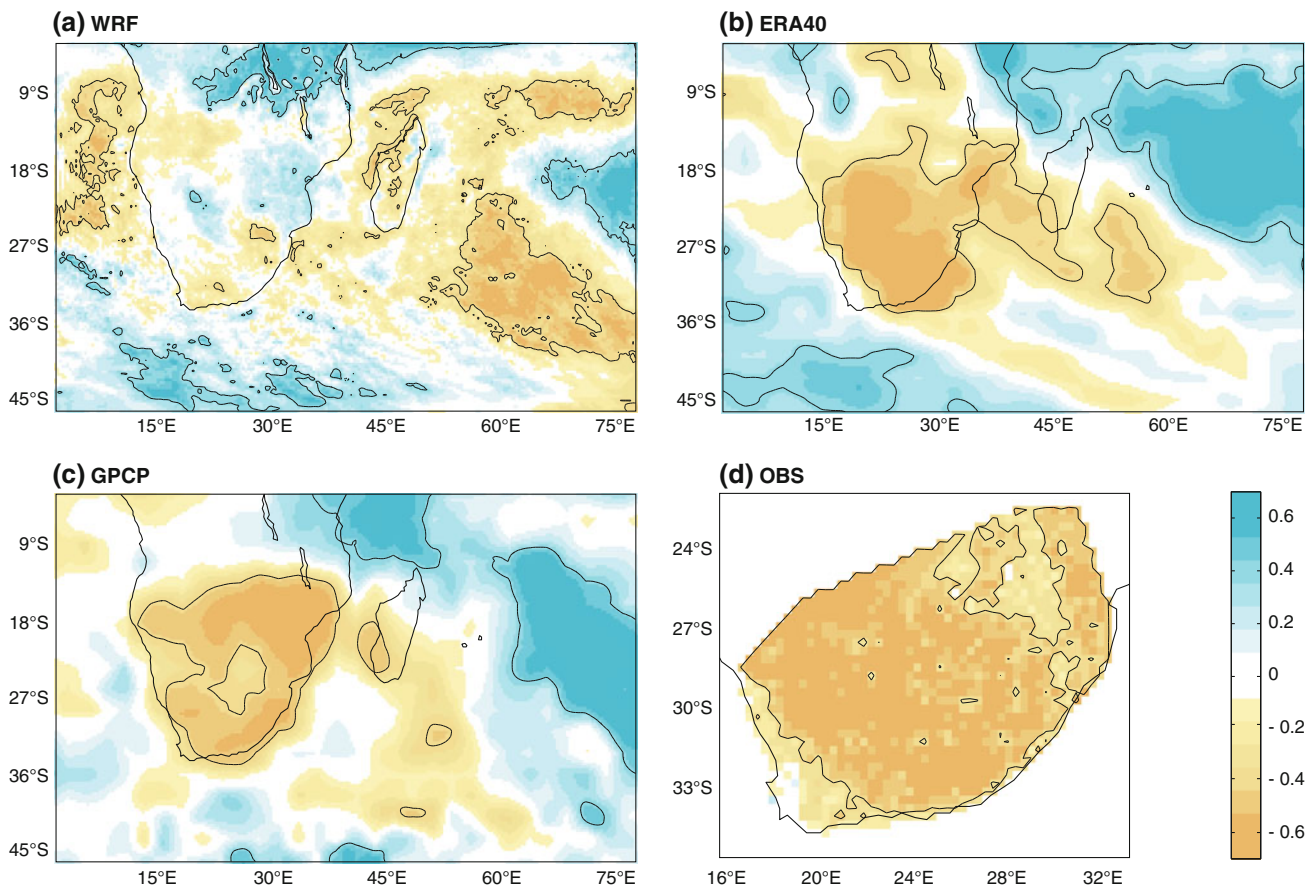 (a) WRF
(b) ERA40
9°S
18°S
27°S
36°S
45°S
15°E 30°E 45°E 60°E 75°E
9°S
18°S
27°S
36°S
45°S
15°E 30°E 45°E 60°E 75°E
(c) GPCP
(d) OBS
9°S
18°S
27°S
36°S
45°S
15°E 30°E 45°E 60°E 75°E
24°S
27°S
30°S
33°S
16°E 20°E 24°E 28°E 32°E
0.6
0.4
0.2
0
- 0.2
- 0.4
- 0.6